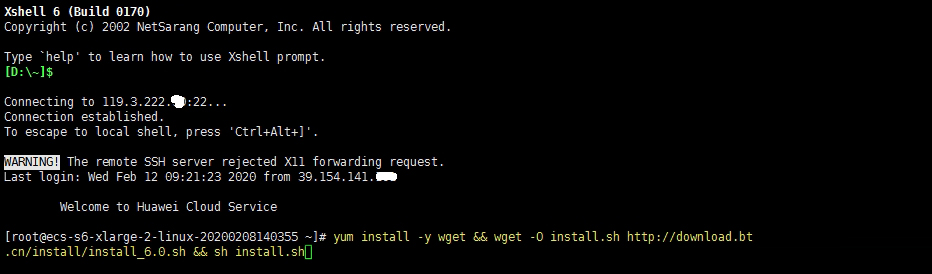 Xshell 6 (Build 0170)
Copyright (c) 2002 NetSarang Computer, Inc. All rights reserved.
Type `help' to learn how to use Xshell prompt.
[D:\~]$
Connecting to 119.3.222. :22...
Connection established.
To escape to local shell, press 'Ctrl+Alt+]'.
WARNING! The remote SSH server rejected X11 forwarding request.
Last login: Wed Feb 12 09:21:23 2020 from 39.154.141.
Welcome to Huawei Cloud Service
[root@ecs-s6-xlarge-2-linux-20200208140355 ~]# yum install -y wget && wget -O install.sh http://download.bt
.cn/install/install_6.0.sh && sh install.sh